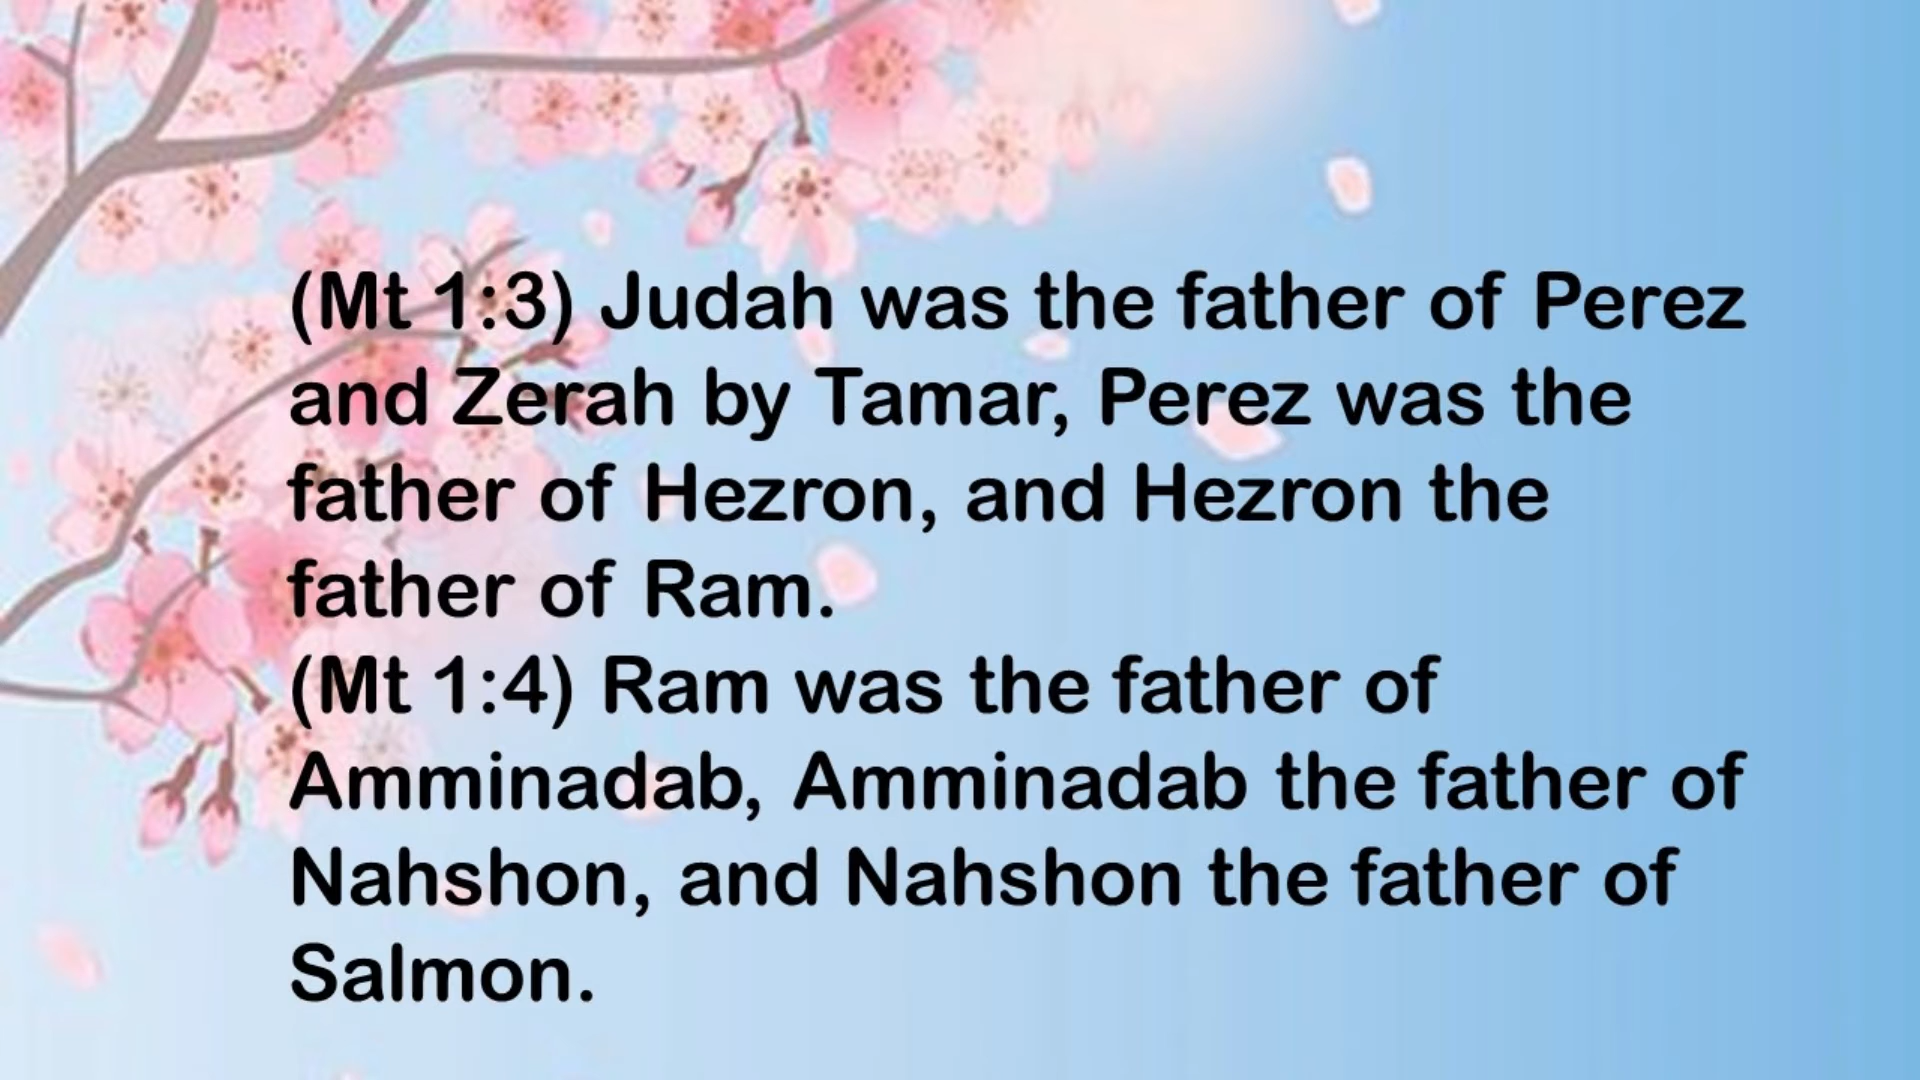 (Mt 1:3) Judah was the father of Perez
and Zerah by Tamar, Perez was the
father of Hezron, and Hezron the
father of Ram.
(Mt 1:4) Ram was the father of
Amminadab, Amminadab the father of
Nahshon, and Nahshon the father of
Salmon.